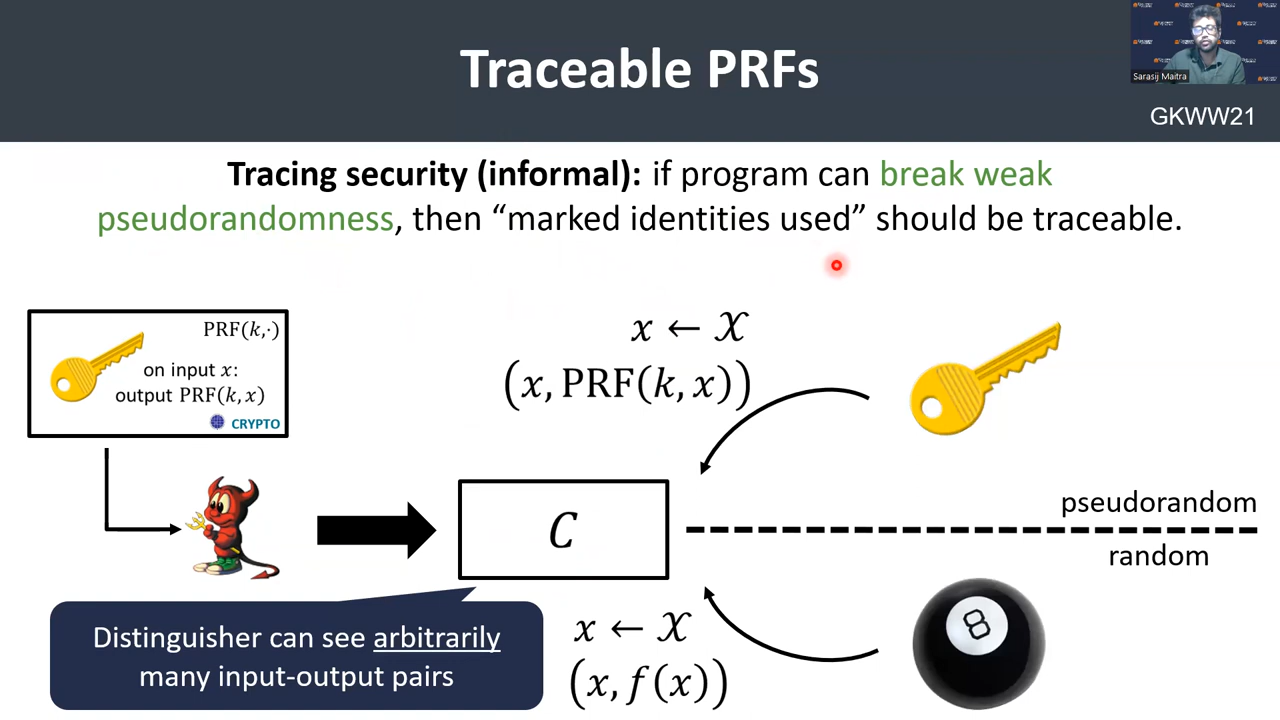 Traceable PRFs
Sarasij Maitra
GKWW21
Tracing security (informal): if program can break weak
pseudorandomness, then “marked identities used” should be traceable.
PRF(k,·)
on input x:
output PRF(k, x)
CRYPTO
x ← 𝒳
(x, PRF(k, x))
C
pseudorandom
random
8
Distinguisher can see arbitrarily
many input-output pairs
x ← 𝒳
(x, f(x))